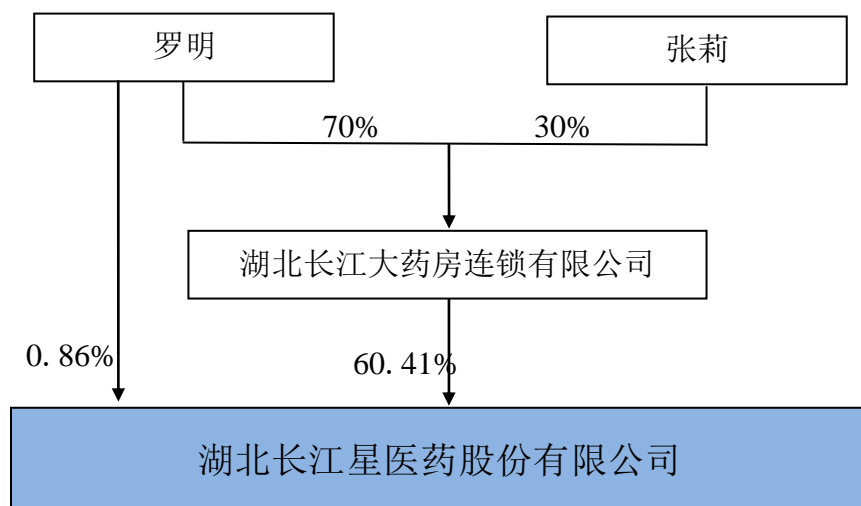 罗明
张莉
70%
30%
湖北长江大药房连锁有限公司
0. 86%
60. 41%
湖北长江星医药股份有限公司